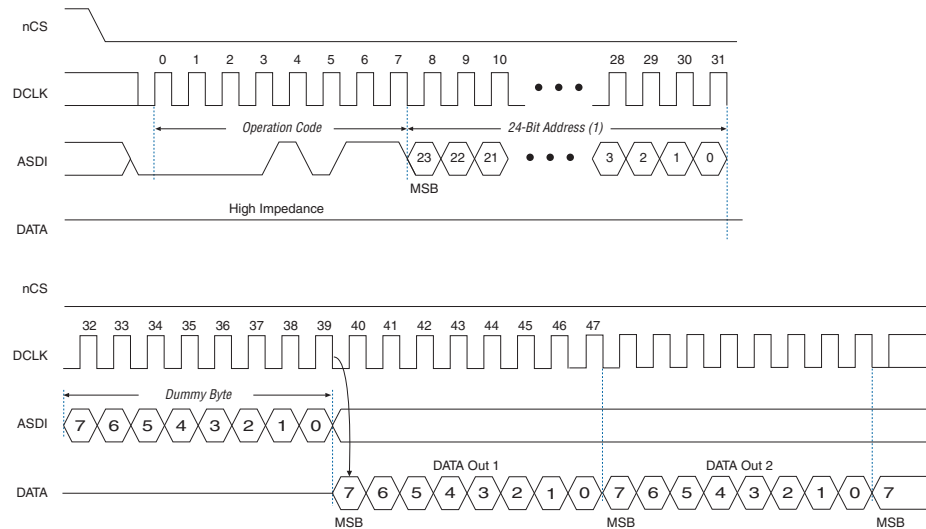 nCS
0 1 2 3 4 5 6 7 8 9 10 28 29 30 31
DCLK
Operation Code 24-Bit Address (1)
ASDI
23 22 21 3 2 1 0
MSB
High Impedance
DATA
nCS
32 33 34 35 36 37 38 39 40 41 42 43 44 45 46 47
DCLK
Dummy Byte
ASDI
7 6 5 4 3 2 1 0
DATA Out 1 DATA Out 2
DATA
7 6 5 4 3 2 1 0 7 6 5 4 3 2 1 0 7
MSB MSB MSB